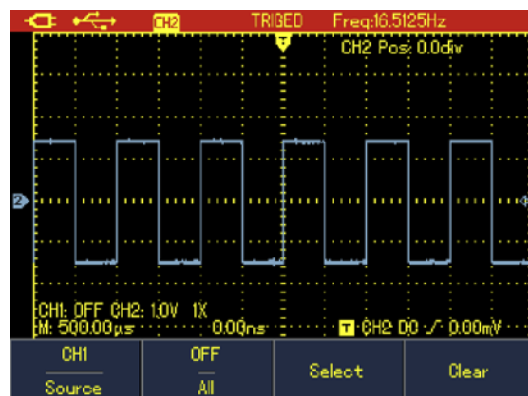 CH2 TRIGED Freq:16.5125Hz
T
CH2 Pos: 0.0div
2
CH1: OFF CH2: 1.0V 1X
M: 500.00µs 0.00ns T CH2 DC 0.00mV
CH1 OFF Select Clear
Source All